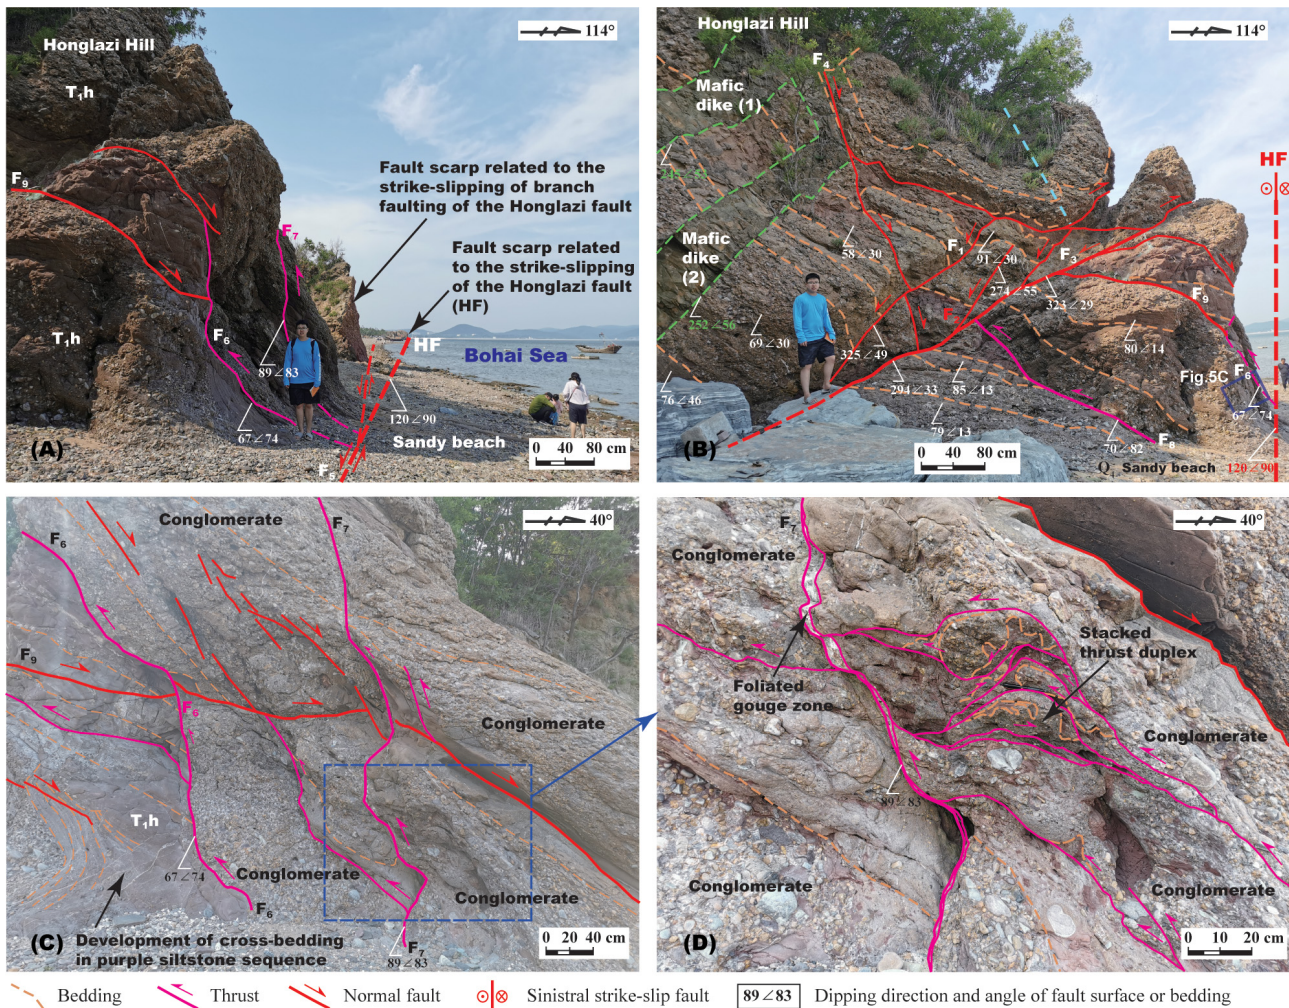 Honglazi Hill
114°
T₁h
F₉
F₇
Fault scarp related to the
strike-slipping of branch
faulting of the Honglazi fault
Fault scarp related
to the strike-slipping
of the Honglazi fault
(HF)
HF
Bohai Sea
T₁h
F₆
89∠83
120∠90
67∠74
Sandy beach
(A)
F₅
0 40 80 cm
Honglazi Hill
114°
F₄
Mafic
dike (1)
HF
Mafic
dike
(2)
58∠30
F₁
91∠30
F₃
274∠55
323∠29
F₉
252∠56
69∠30
325∠49
80∠14
Fig.5C
F₆
76∠46
294∠33
85∠13
67∠74
79∠13
70∠82
F₈
(B)
0 40 80 cm
Q Sandy beach
120∠90
Conglomerate
F₇
40°
F₆
F₉
F₆
Conglomerate
T₁h
67∠74
Conglomerate
Conglomerate
F₆
(C)
Development of cross-bedding
in purple siltstone sequence
F₇
89∠83
0 20 40 cm
F₇
40°
Conglomerate
Stacked
thrust duplex
Foliated
gouge zone
Conglomerate
89∠83
Conglomerate
Conglomerate
(D)
0 10 20 cm
Bedding
Thrust
Normal fault
Sinistral strike-slip fault
89∠83
Dipping direction and angle of fault surface or bedding